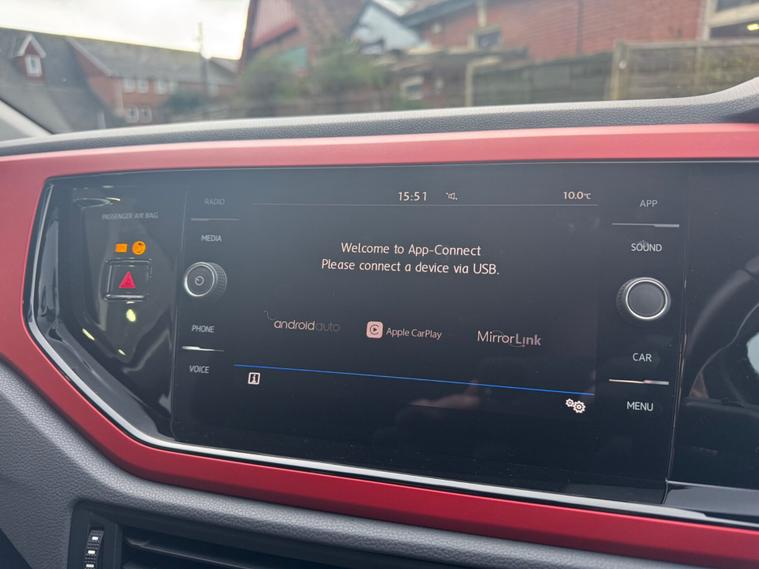 PASSENGER AIR BAG
RADIO
MEDIA
PHONE
VOICE
15:51
10.0°C
Welcome to App-Connect
Please connect a device via USB.
androidauto
Apple CarPlay
MirrorLink
APP
SOUND
CAR
MENU